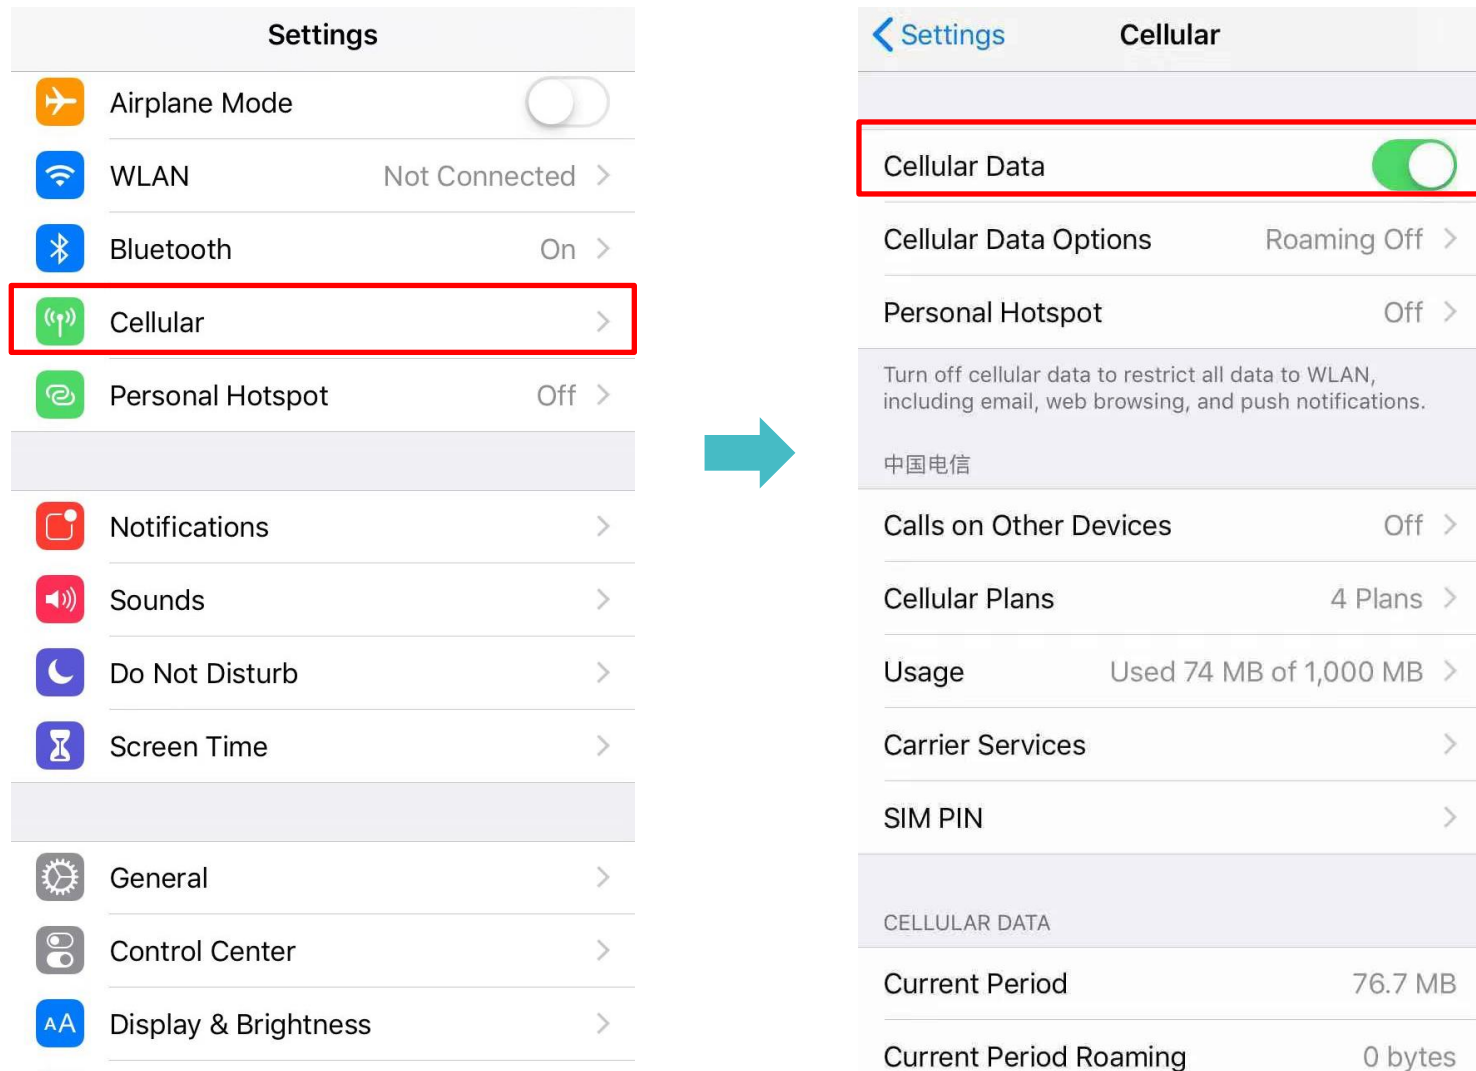 Settings
Airplane Mode
WLAN Not Connected
Bluetooth On
Cellular
Personal Hotspot Off
Notifications
Sounds
Do Not Disturb
Screen Time
General
Control Center
AA Display & Brightness
Settings Cellular
Cellular Data
Cellular Data Options Roaming Off
Personal Hotspot Off
Turn off cellular data to restrict all data to WLAN,
including email, web browsing, and push notifications.
中国电信
Calls on Other Devices Off
Cellular Plans 4 Plans
Usage Used 74 MB of 1,000 MB
Carrier Services
SIM PIN
CELLULAR DATA
Current Period 76.7 MB
Current Period Roaming 0 bytes